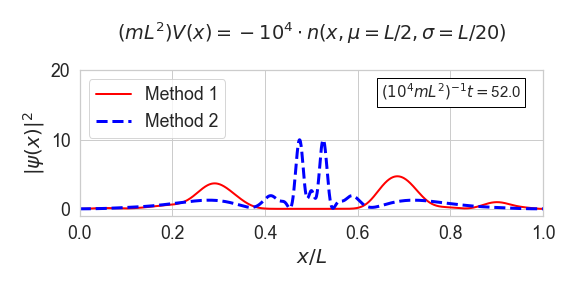 (mL²)V(x) = −10⁴ · n(x, μ = L/2, σ = L/20)
20
10
0
|ψ(x)|²
Method 1
Method 2
(10⁴mL²)⁻¹t = 52.0
0.0 0.2 0.4 0.6 0.8 1.0
x/L